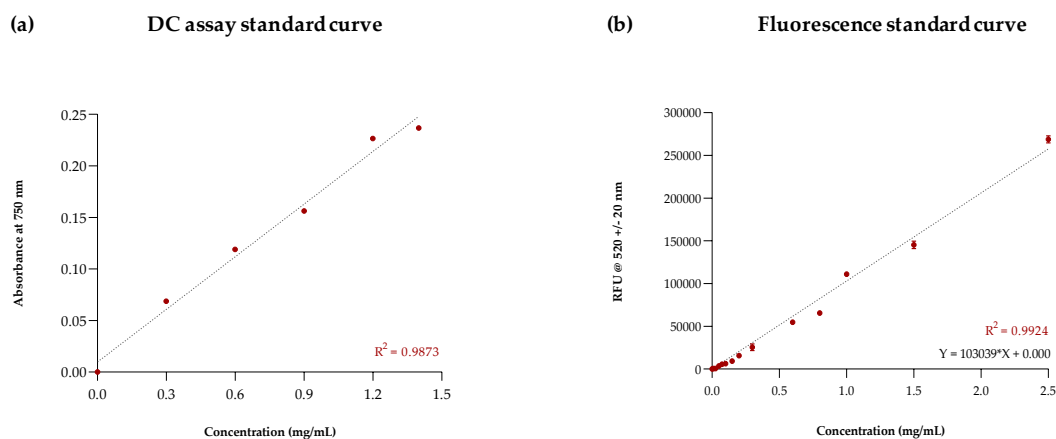 (a) DC assay standard curve
0.25
0.20
0.15
0.10
0.05
0.00
Absorbance at 750 nm
R² = 0.9873
0.0 0.3 0.6 0.9 1.2 1.5
Concentration (mg/mL)
(b) Fluorescence standard curve
300000
250000
200000
150000
100000
50000
0
RFU @ 520 +/- 20 nm
R² = 0.9924
Y = 103039*X + 0.000
0.0 0.5 1.0 1.5 2.0 2.5
Concentration (mg/mL)